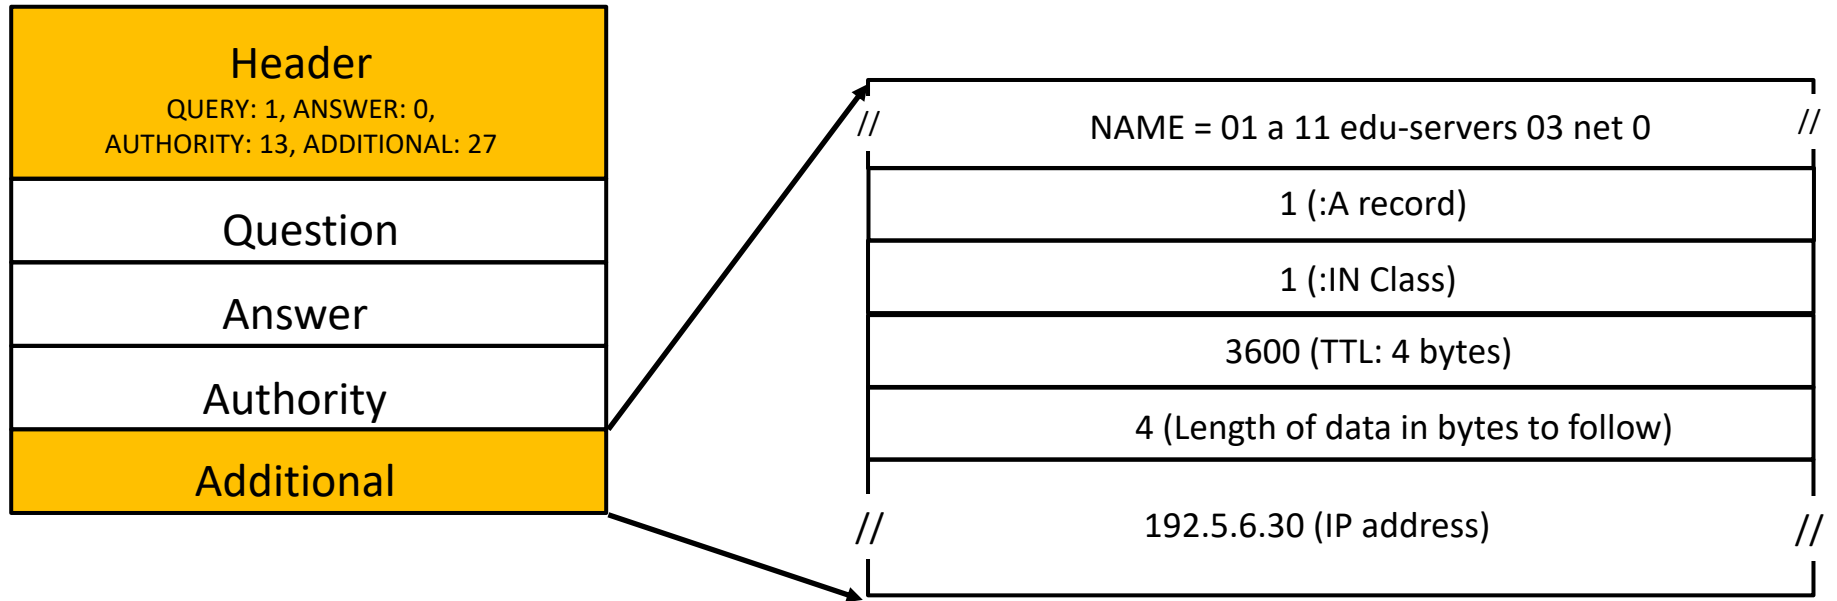 Header
QUERY: 1, ANSWER: 0,
AUTHORITY: 13, ADDITIONAL: 27
Question
Answer
Authority
Additional
// NAME = 01 a 11 edu-servers 03 net 0 //
1 (:A record)
1 (:IN Class)
3600 (TTL: 4 bytes)
4 (Length of data in bytes to follow)
// 192.5.6.30 (IP address) //